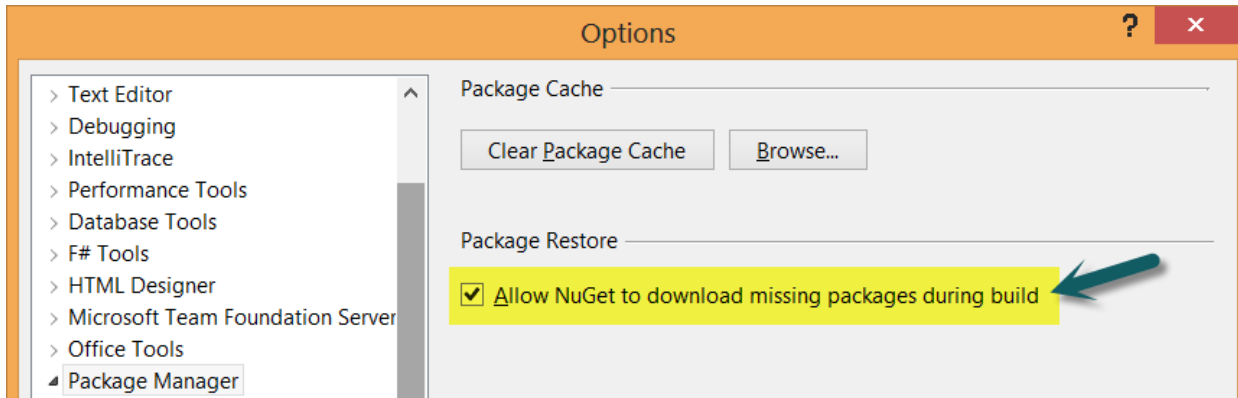 Options
?
Text Editor
Debugging
IntelliTrace
Performance Tools
Database Tools
F# Tools
HTML Designer
Microsoft Team Foundation Server
Office Tools
Package Manager
Package Cache
Clear Package Cache
Browse...
Package Restore
Allow NuGet to download missing packages during build